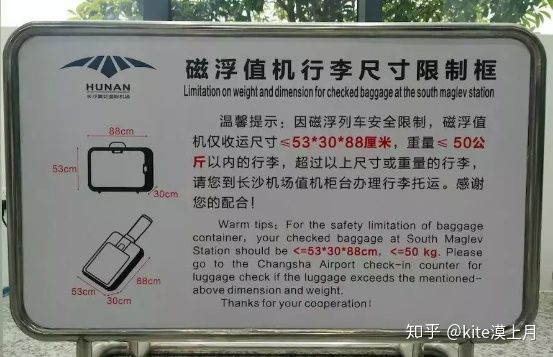 HUNAN
长沙黄花国际机场
磁浮值机行李尺寸限制框
Limitation on weight and dimension for checked baggage at the south maglev station
88cm
53cm
30cm
88cm
53cm
30cm
温馨提示：因磁浮列车安全限制，磁浮值
机仅收运尺寸≤53*30*88厘米，重量≤ 50公
斤以内的行李，超过以上尺寸或重量的行李，
请您到长沙机场值机柜台办理行李托运。感谢
您的配合！
Warm tips: For the safety limitation of baggage
container, your checked baggage at South Maglev
Station should be <=53*30*88cm, <=50 kg. Please
go to the Changsha Airport check-in counter for
luggage check if the luggage exceeds the mentioned-
above dimension and weight.
Thanks for your cooperation!
知乎 @kite漠上月